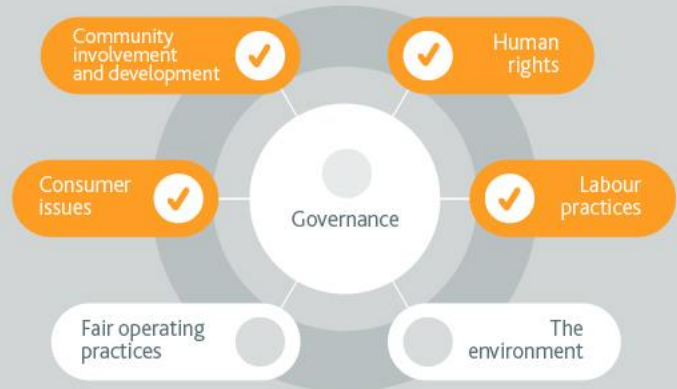 Community
involvement
and development
Human
rights
Consumer
issues
Governance
Labour
practices
Fair operating
practices
The
environment